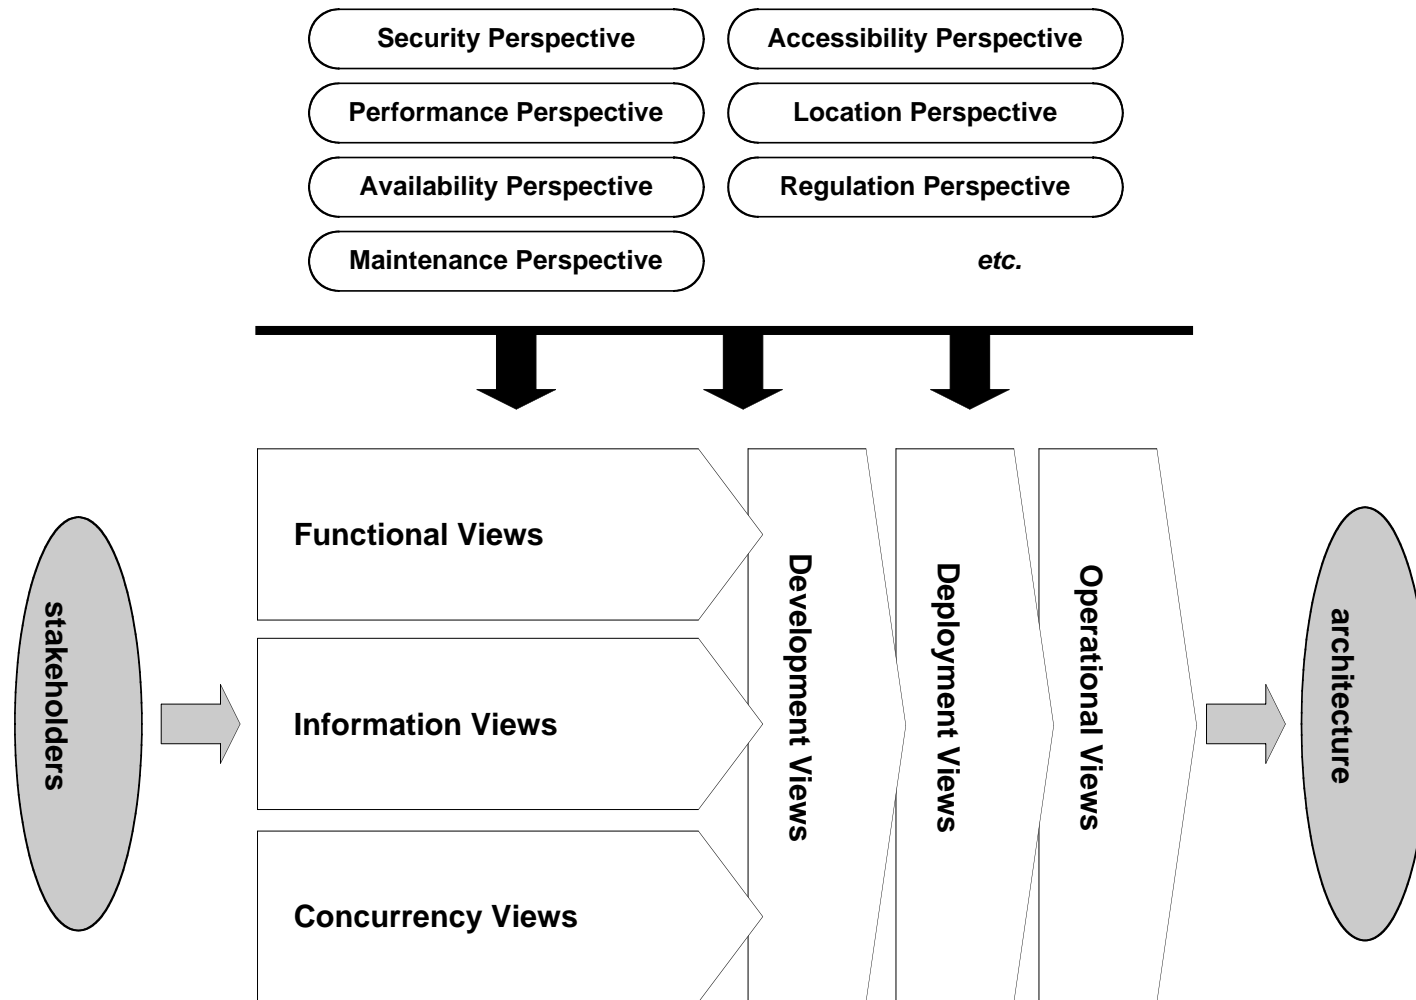 Security Perspective
Accessibility Perspective
Performance Perspective
Location Perspective
Availability Perspective
Regulation Perspective
Maintenance Perspective
etc.
stakeholders
Functional Views
Information Views
Concurrency Views
Development Views
Deployment Views
Operational Views
architecture